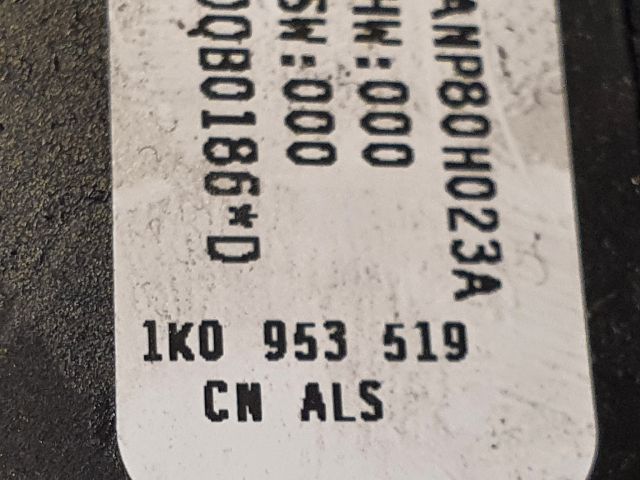 ANP80H023A
HW:000
SW:000
QB0186*D
1K0 953 519
CN ALS